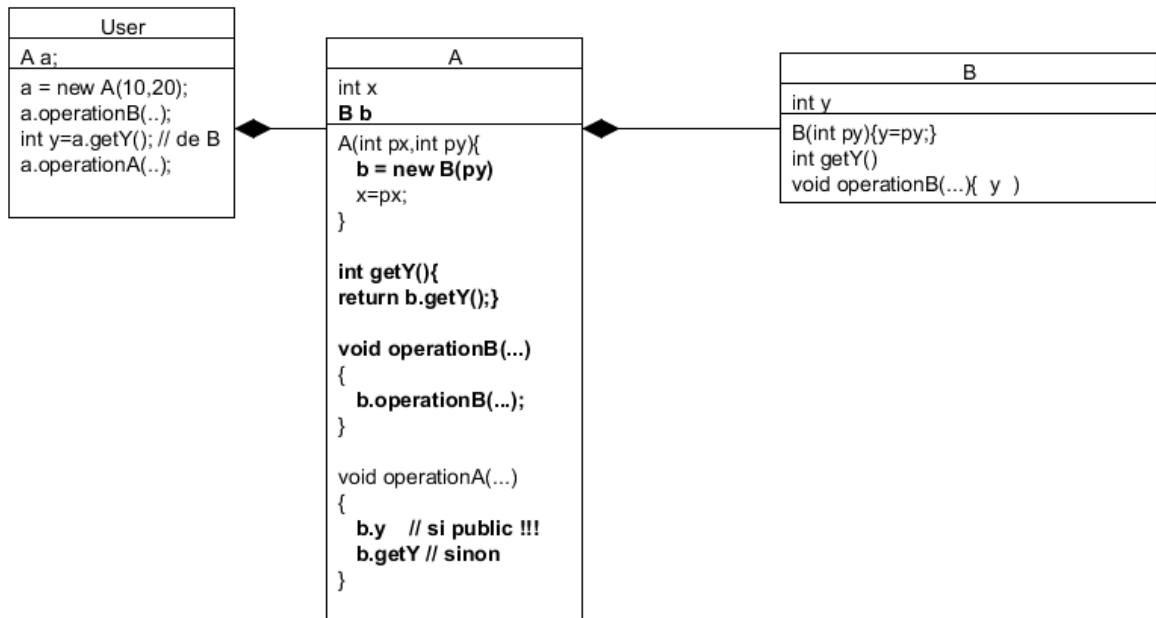 User
A a;
a = new A(10,20);
a.operationB(..);
int y=a.getY(); // de B
a.operationA(..);
A
int x
B b
A(int px,int py){
b = new B(py)
x=px;
}
int getY(){
return b.getY();}
void operationB(...)
{
b.operationB(...);
}
void operationA(...)
{
b.y // si public !!!
b.getY // sinon
}
B
int y
B(int py){y=py;}
int getY()
void operationB(...){ y )